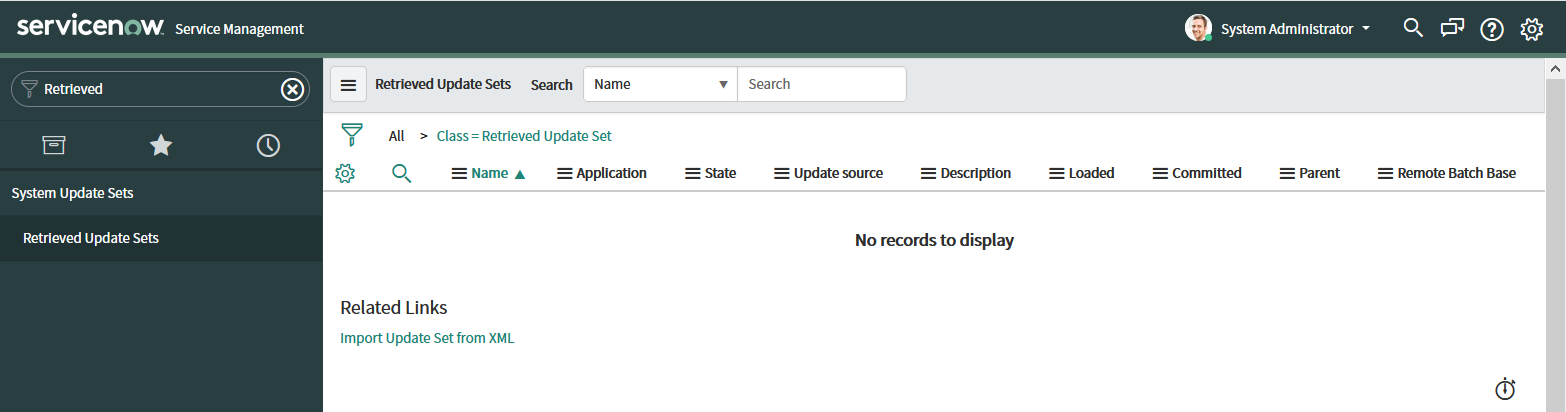 servicenow Service Management
System Administrator
Retrieved
Retrieved Update Sets Search Name Search
All > Class = Retrieved Update Set
Name Application State Update source Description Loaded Committed Parent Remote Batch Base
System Update Sets
Retrieved Update Sets
No records to display
Related Links
Import Update Set from XML